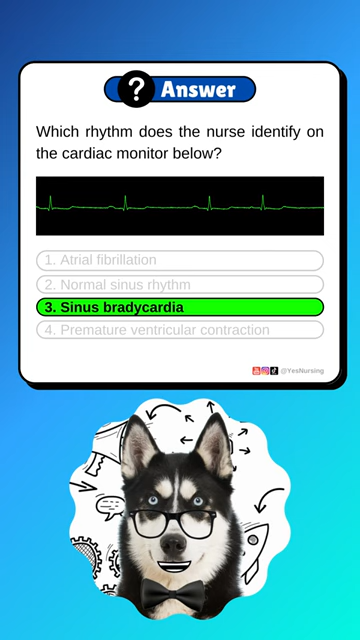 ?
Answer
Which rhythm does the nurse identify on
the cardiac monitor below?
1. Atrial fibrillation
2. Normal sinus rhythm
3. Sinus bradycardia
4. Premature ventricular contraction
@YesNursing